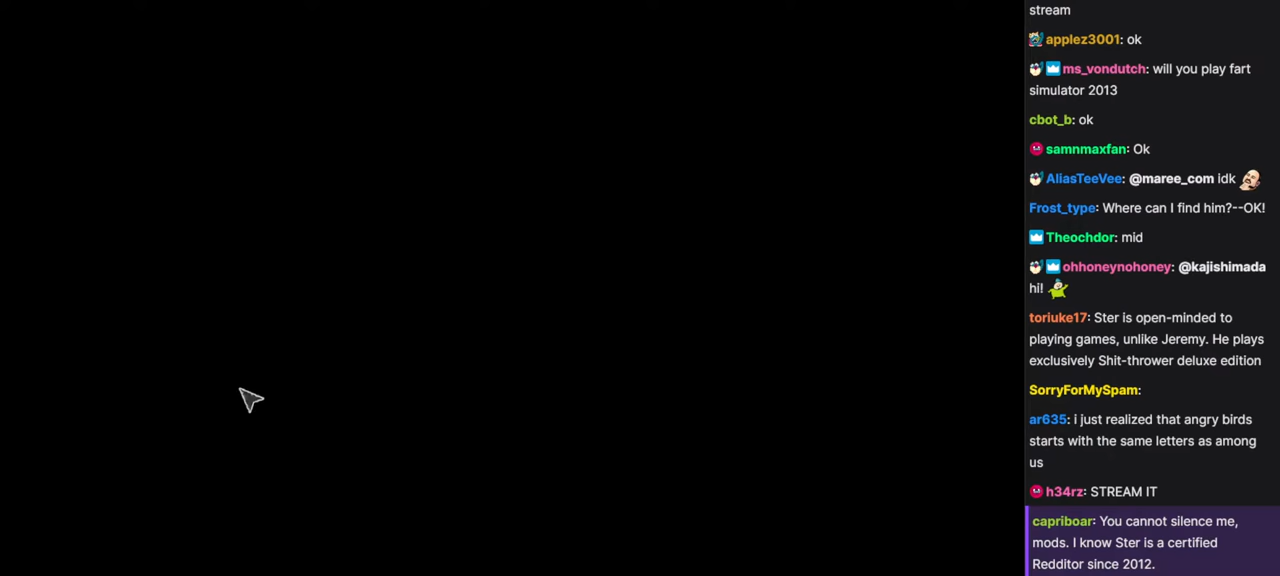 stream
applez3001: ok
ms_vondutch: will you play fart
simulator 2013
cbot_b: ok
samnmaxfan: Ok
AliasTeeVee: @maree_com idk
Frost_type: Where can I find him?--OK!
Theochdor: mid
ohhoneynohoney: @kajishimada
hi!
toriuke17: Ster is open-minded to
playing games, unlike Jeremy. He plays
exclusively Shit-thrower deluxe edition
SorryForMySpam:
ar635: i just realized that angry birds
starts with the same letters as among
us
h34rz: STREAM IT
capriboar: You cannot silence me,
mods. I know Ster is a certified
Redditor since 2012.